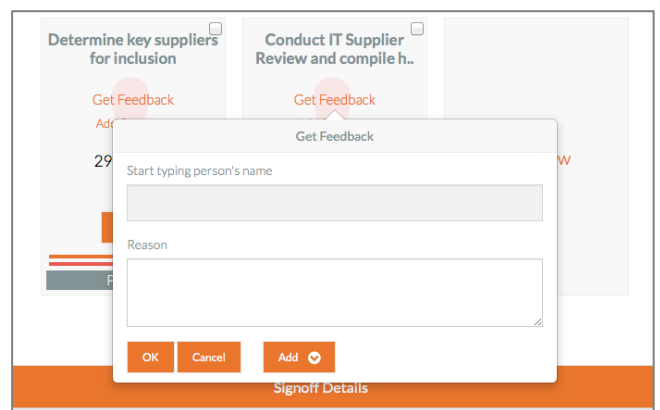 Determine key suppliers
for inclusion
Conduct IT Supplier
Review and compile h..
Get Feedback
Get Feedback
Get Feedback
29
Start typing person's name
Reason
OK
Cancel
Add
Signoff Details